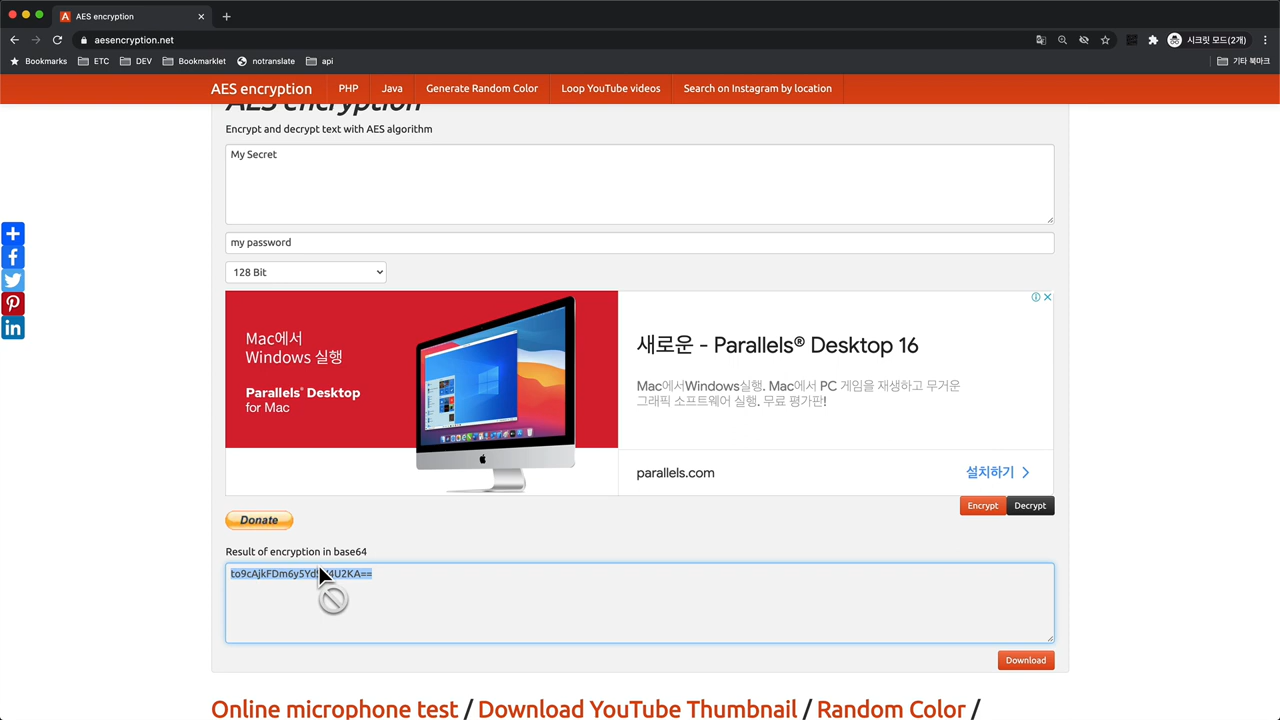 AES encryption
aesencryption.net
시크릿 모드(2개)
Bookmarks
ETC
DEV
Bookmarklet
notranslate
api
기타 북마크
AES encryption
PHP
Java
Generate Random Color
Loop YouTube videos
Search on Instagram by location
AES encryption
Encrypt and decrypt text with AES algorithm
My Secret
my password
128 Bit
Mac에서
Windows 실행
Parallels® Desktop
for Mac
새로운 - Parallels® Desktop 16
Mac에서Windows실행. Mac에서 PC 게임을 재생하고 무거운
그래픽 소프트웨어 실행. 무료 평가판!
parallels.com
설치하기
Encrypt
Decrypt
Donate
Result of encryption in base64
Download
Online microphone test / Download YouTube Thumbnail / Random Color /